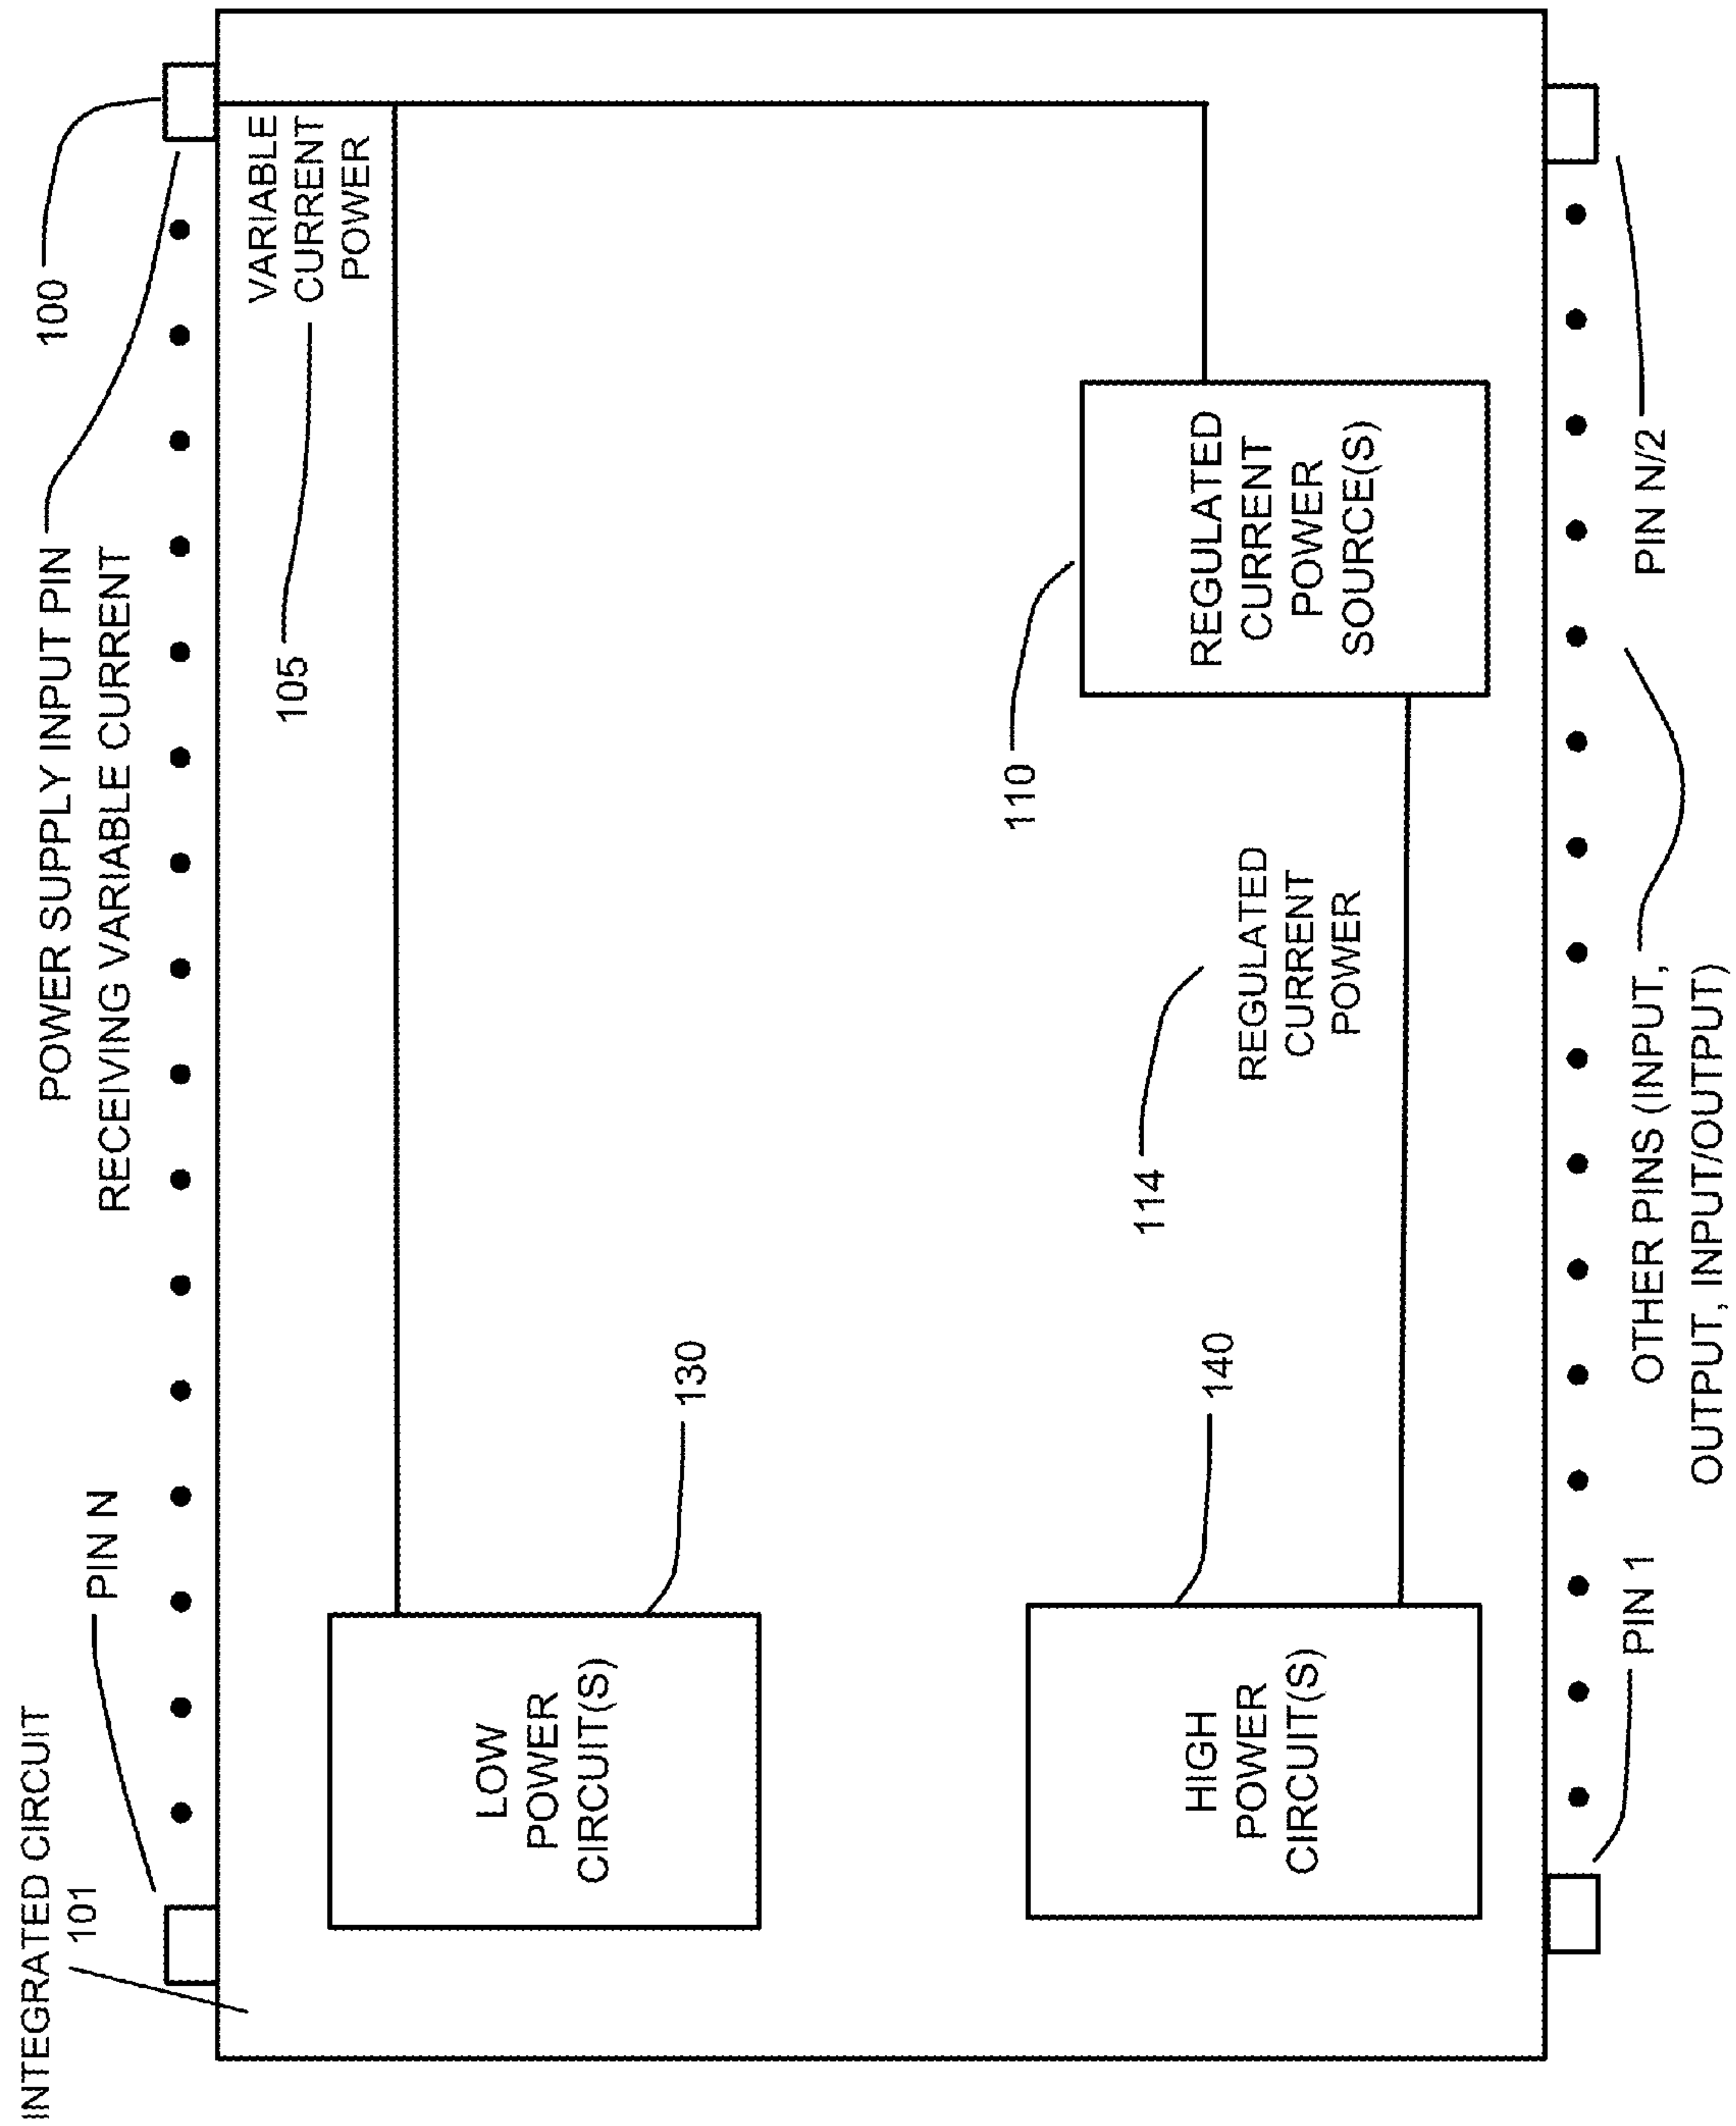 INTEGRATED CIRCUIT
101
PIN N
POWER SUPPLY INPUT PIN
RECEIVING VARIABLE CURRENT
100
VARIABLE
CURRENT
POWER
105
LOW
POWER
CIRCUIT(S)
130
HIGH
POWER
CIRCUIT(S)
140
114
REGULATED
CURRENT
POWER
110
REGULATED
CURRENT
POWER
SOURCE(S)
PIN 1
OTHER PINS (INPUT,
OUTPUT, INPUT/OUTPUT)
PIN N/2